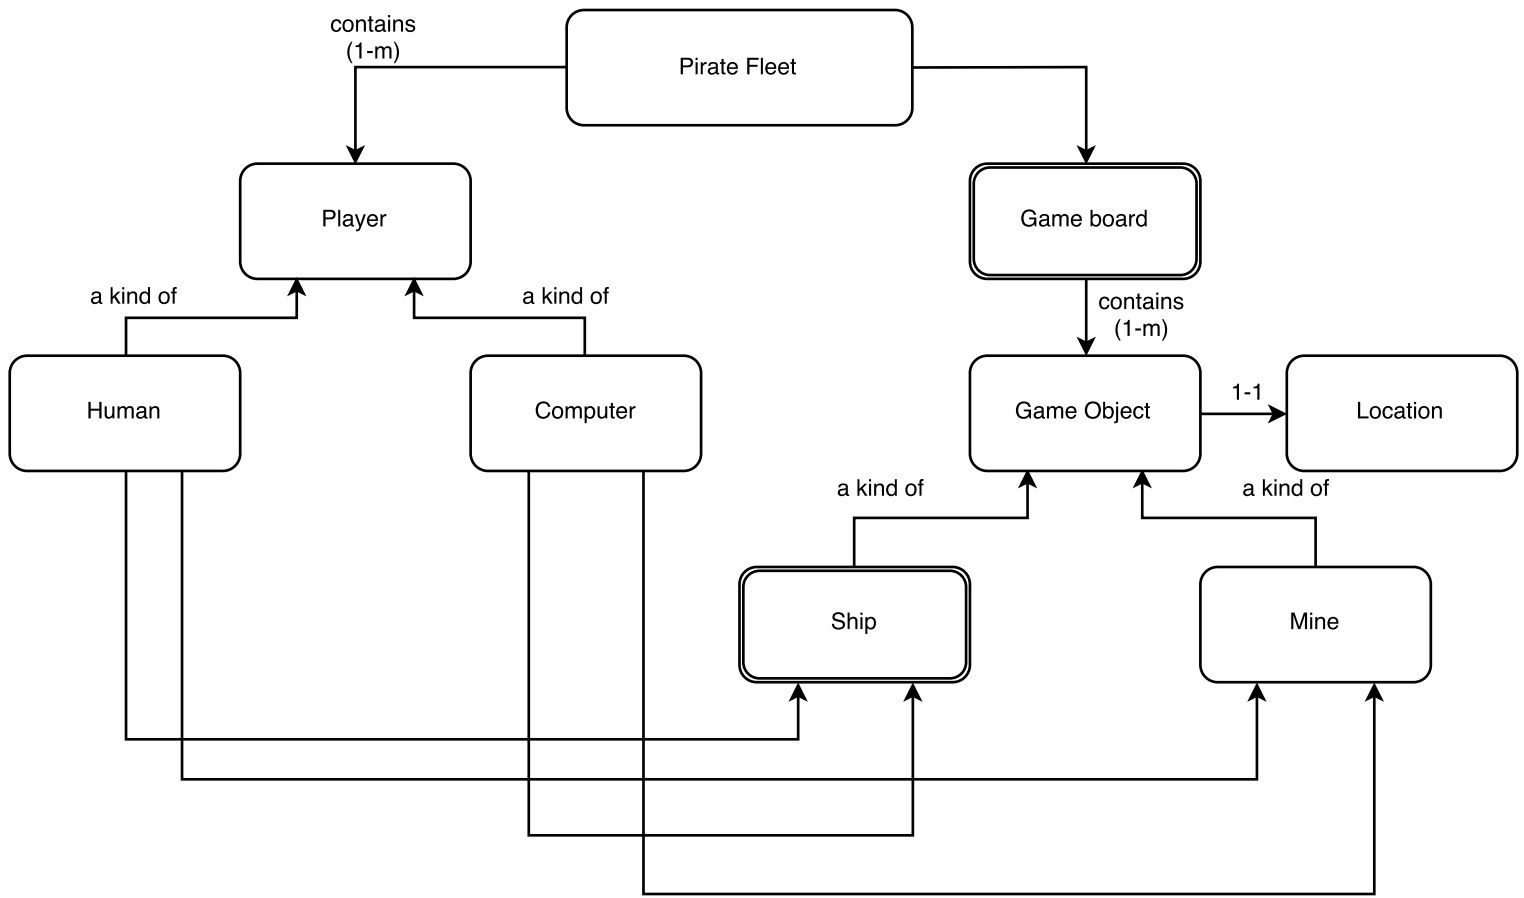 contains
(1-m)
Pirate Fleet
Player
Game board
a kind of
a kind of
contains
(1-m)
Human
Computer
Game Object
1-1
Location
a kind of
a kind of
Ship
Mine